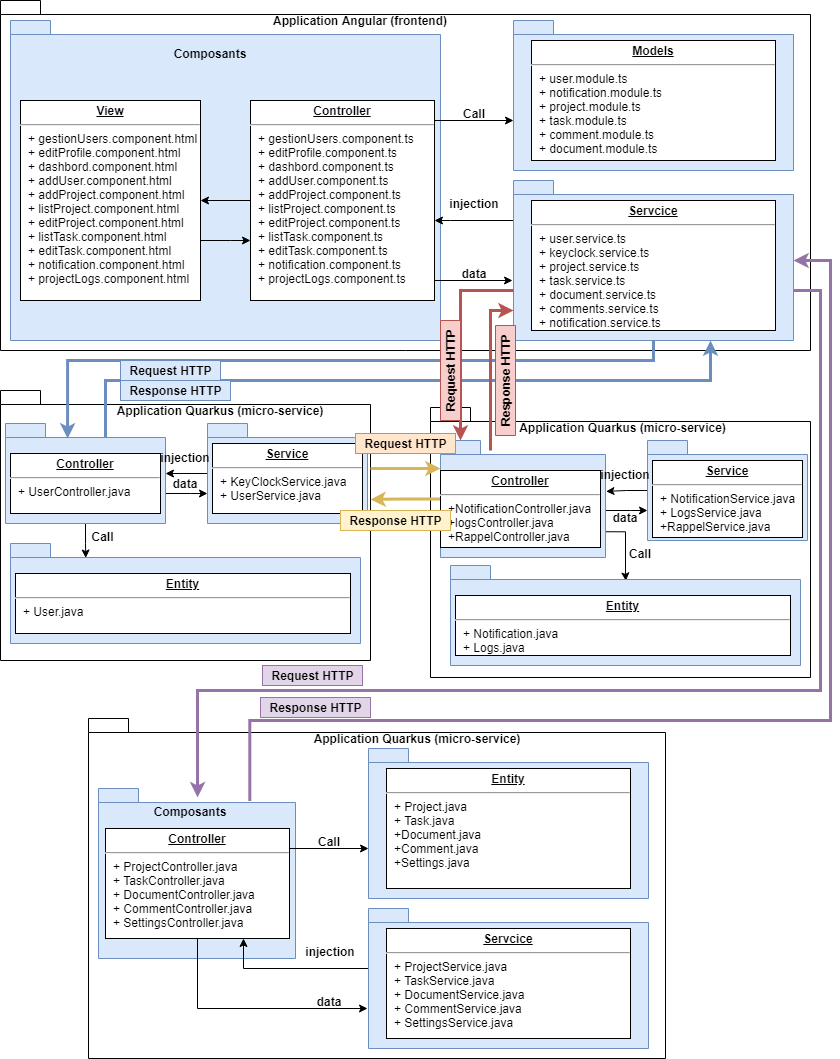 Application Angular (frontend)
Composants
View
+ gestionUsers.component.html
+ editProfile.component.html
+ dashbord.component.html
+ addUser.component.html
+ addProject.component.html
+ listProject.component.html
+ editProject.component.html
+ listTask.component.html
+ editTask.component.html
+ notification.component.html
+ projectLogs.component.html
Controller
+ gestionUsers.component.ts
+ editProfile.component.ts
+ dashbord.component.ts
+ addUser.component.ts
+ addProject.component.ts
+ listProject.component.ts
+ editProject.component.ts
+ listTask.component.ts
+ editTask.component.ts
+ notification.component.ts
+ projectLogs.component.ts
Call
injection
data
Models
+ user.module.ts
+ notification.module.ts
+ project.module.ts
+ task.module.ts
+ comment.module.ts
+ document.module.ts
Servcice
+ user.service.ts
+ keyclock.service.ts
+ project.service.ts
+ task.service.ts
+ document.service.ts
+ comments.service.ts
+ notification.service.ts
Request HTTP
Response HTTP
Request HTTP
Response HTTP
Application Quarkus (micro-service)
Controller
+ UserController.java
injection
data
Service
+ KeyClockService.java
+ UserService.java
Call
Entity
+ User.java
Request HTTP
Response HTTP
Application Quarkus (micro-service)
Controller
+NotificationController.java
+logsController.java
+RappelController.java
injection
data
Service
+ NotificationService.java
+ LogsService.java
+RappelService.java
Call
Entity
+ Notification.java
+ Logs.java
Request HTTP
Response HTTP
Application Quarkus (micro-service)
Composants
Controller
+ ProjectController.java
+ TaskController.java
+ DocumentController.java
+ CommentController.java
+ SettingsController.java
Call
Entity
+ Project.java
+ Task.java
+Document.java
+Comment.java
+Settings.java
injection
data
Servcice
+ ProjectService.java
+ TaskService.java
+ DocumentService.java
+ CommentService.java
+ SettingsService.java